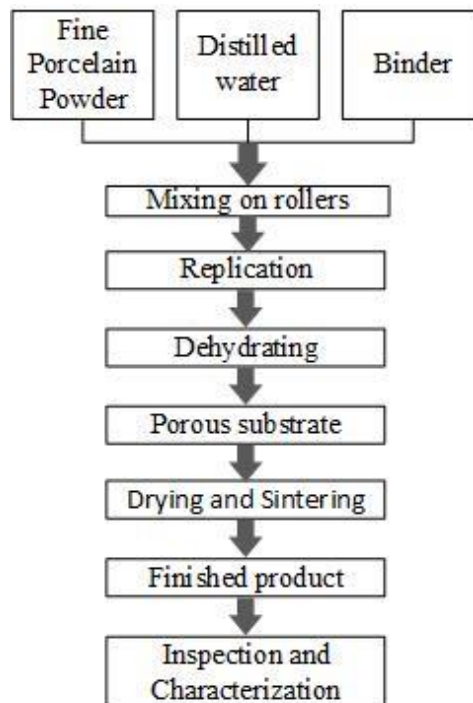 Fine
Porcelain
Powder
Distilled
water
Binder
Mixing on rollers
Replication
Dehydrating
Porous substrate
Drying and Sintering
Finished product
Inspection and
Characterization